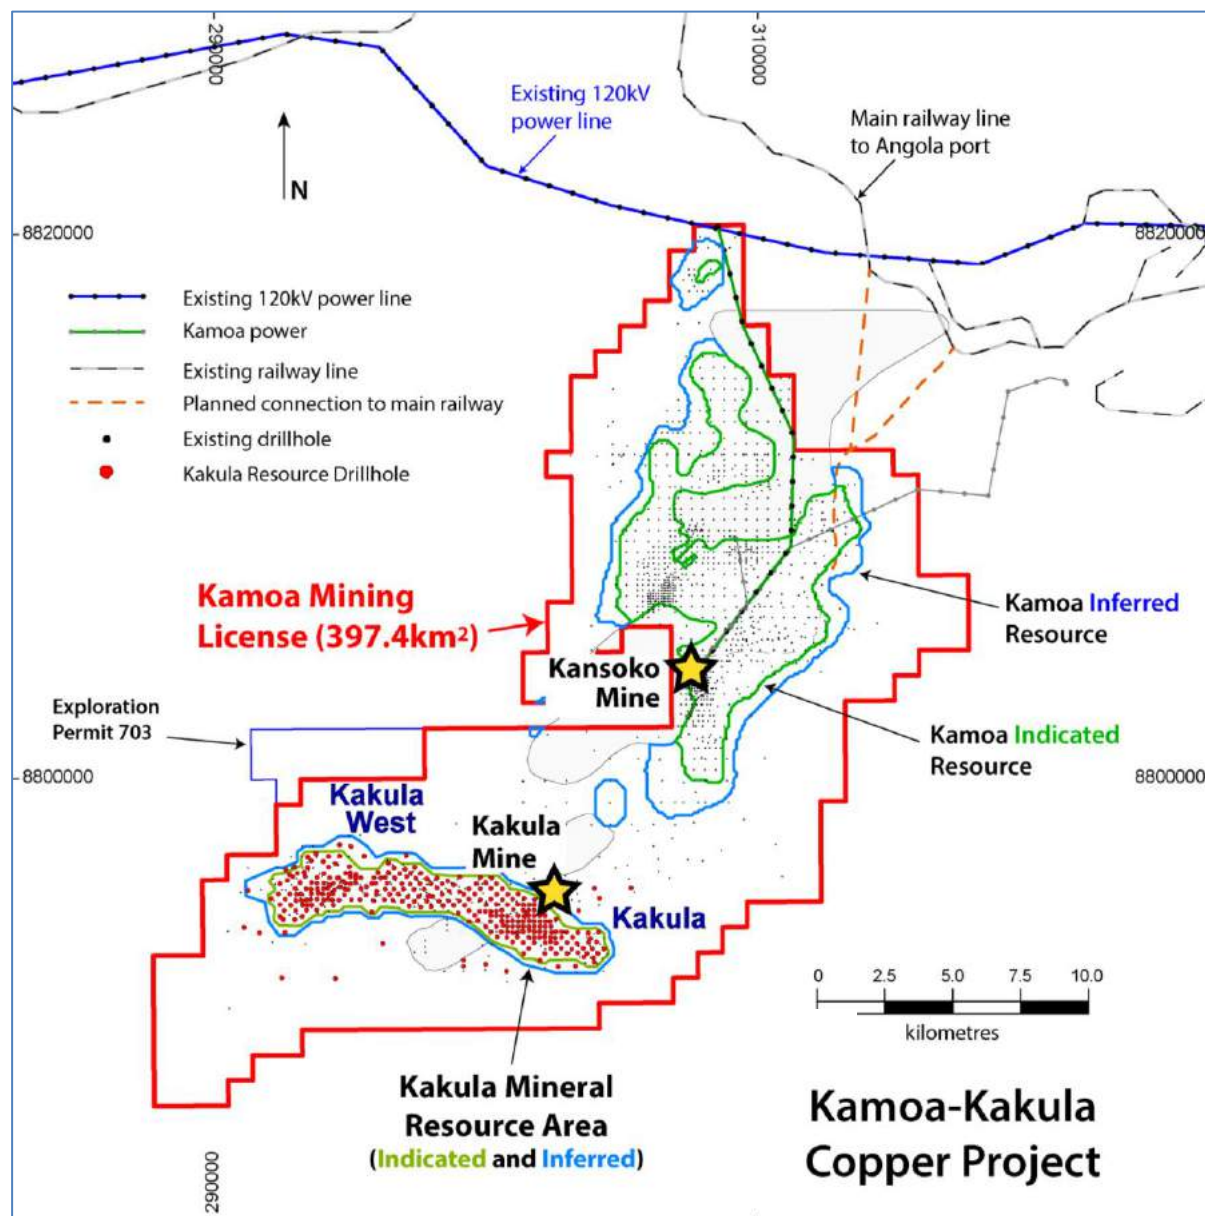 290000
310000
Existing 120kV
power line
Main railway line
to Angola port
N
8820000
8820000
Existing 120kV power line
Kamoa power
Existing railway line
Planned connection to main railway
Existing drillhole
Kakula Resource Drillhole
Kamoa Mining
License (397.4km²)
Kansoko
Mine
Kamoa Inferred
Resource
Exploration
Permit 703
Kamoa Indicated
Resource
8800000
8800000
Kakula
West
Kakula
Mine
Kakula
0 2.5 5.0 7.5 10.0
kilometres
Kakula Mineral
Resource Area
(Indicated and Inferred)
Kamoa-Kakula
Copper Project
290000